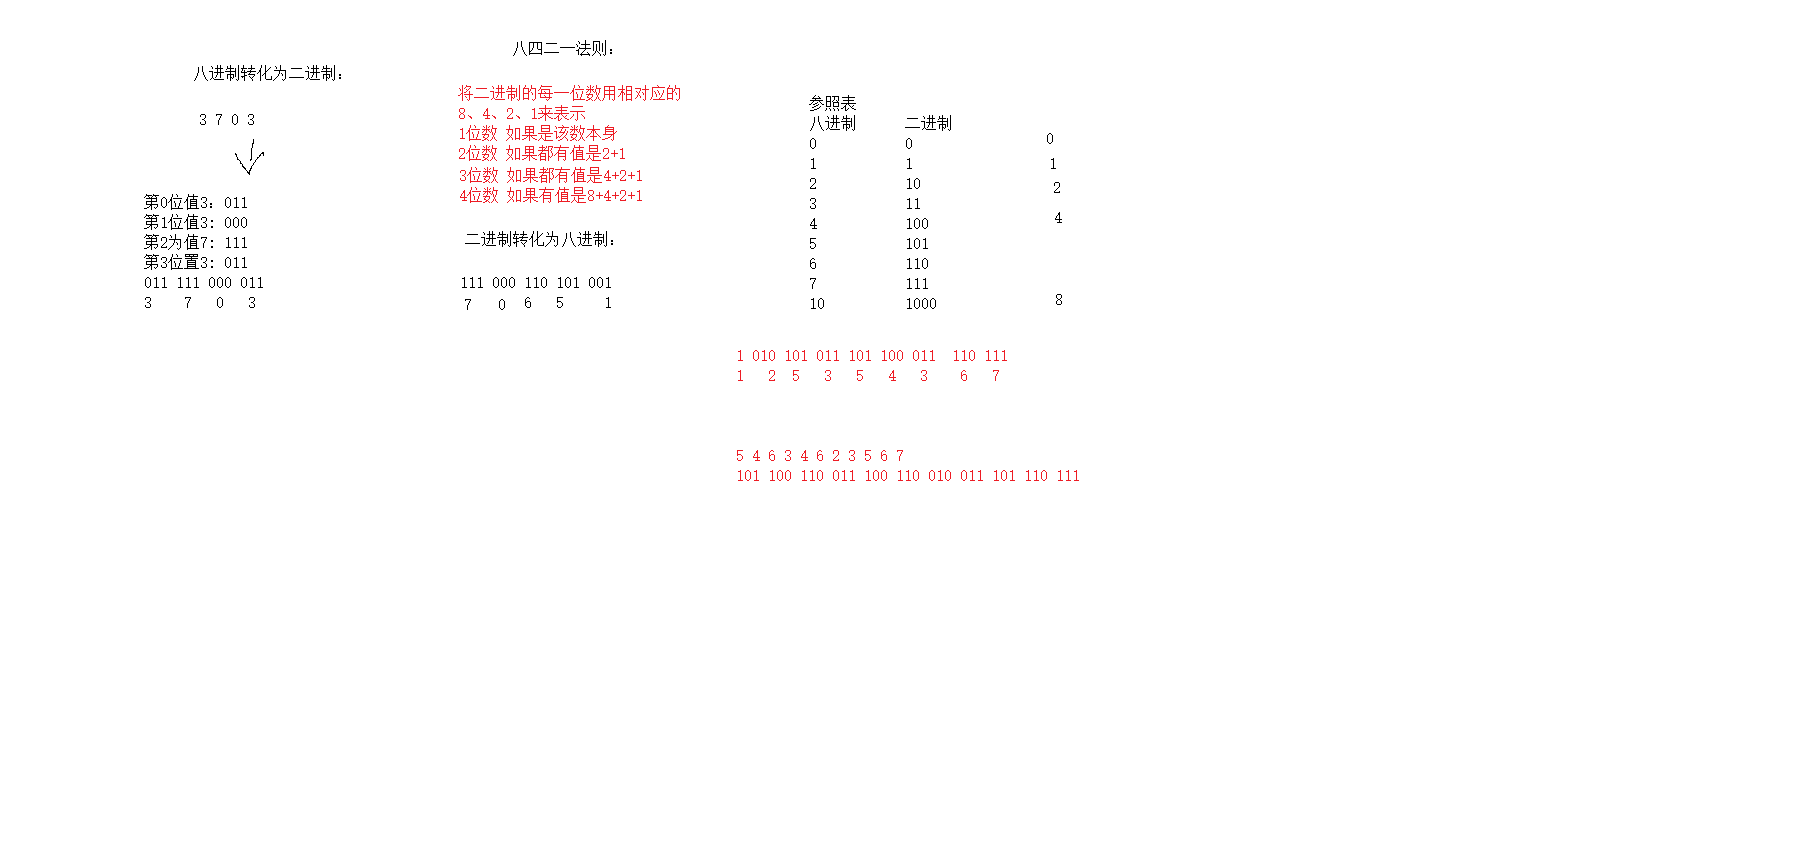 八四二一法则:
八进制转化为二进制:
3 7 0 3
第0位值3: 011
第1位值3: 000
第2为值7: 111
第3位置3: 011
011 111 000 011
3 7 0 3
将二进制的每一位数用相对应的
8、4、2、1来表示
1位数 如果是该数本身
2位数 如果都有值是2+1
3位数 如果都有值是4+2+1
4位数 如果有值是8+4+2+1
二进制转化为八进制:
111 000 110 101 001
7 0 6 5 1
参照表
八进制 二进制
0 0 0
1 1 1
2 10 2
3 11
4 100 4
5 101
6 110
7 111
10 1000 8
1 010 101 011 101 100 011 110 111
1 2 5 3 5 4 3 6 7
5 4 6 3 4 6 2 3 5 6 7
101 100 110 011 100 110 010 011 101 110 111